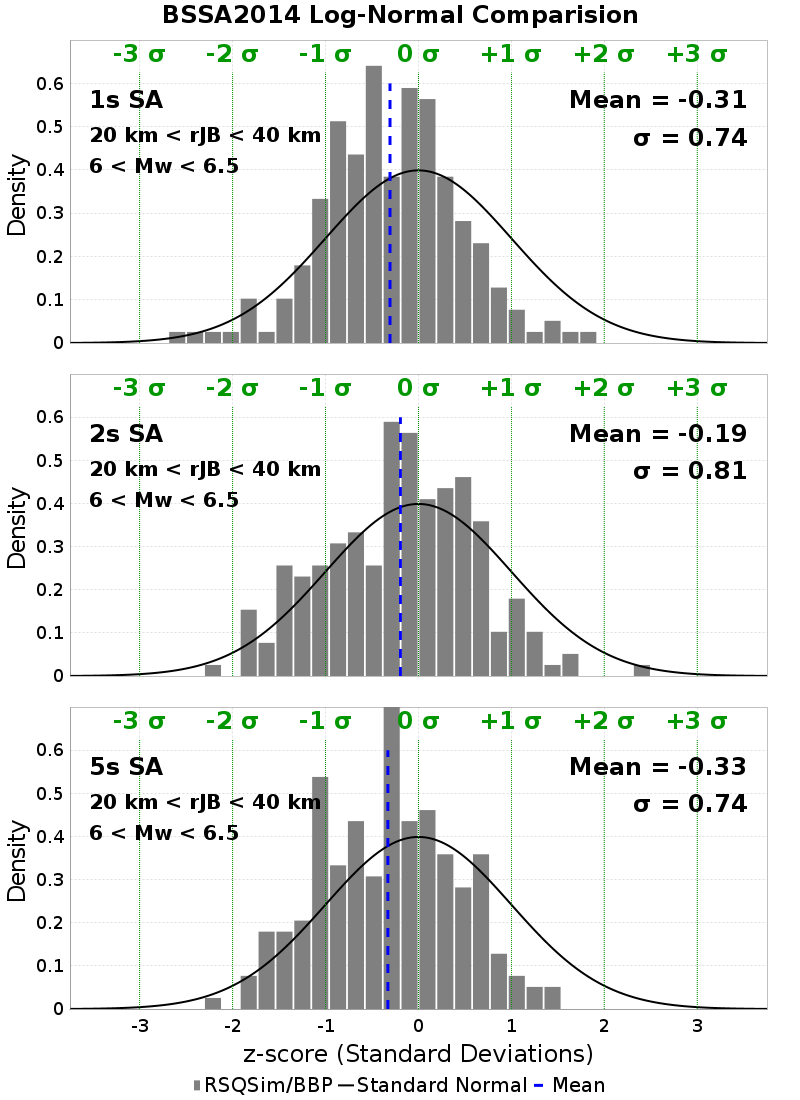 BSSA2014 Log-Normal Comparision
-3 σ -2 σ -1 σ 0 σ +1 σ +2 σ +3 σ
0.6
1s SA Mean = -0.31
0.5
20 km < rJB < 40 km σ = 0.74
0.4
6 < Mw < 6.5
Density
0.3
0.2
0.1
0
-3 σ -2 σ -1 σ 0 σ +1 σ +2 σ +3 σ
0.6
2s SA Mean = -0.19
0.5
20 km < rJB < 40 km σ = 0.81
0.4
6 < Mw < 6.5
Density
0.3
0.2
0.1
0
-3 σ -2 σ -1 σ 0 σ +1 σ +2 σ +3 σ
0.6
5s SA Mean = -0.33
0.5
20 km < rJB < 40 km σ = 0.74
0.4
6 < Mw < 6.5
Density
0.3
0.2
0.1
0
-3 -2 -1 0 1 2 3
z-score (Standard Deviations)
RSQSim/BBP Standard Normal Mean